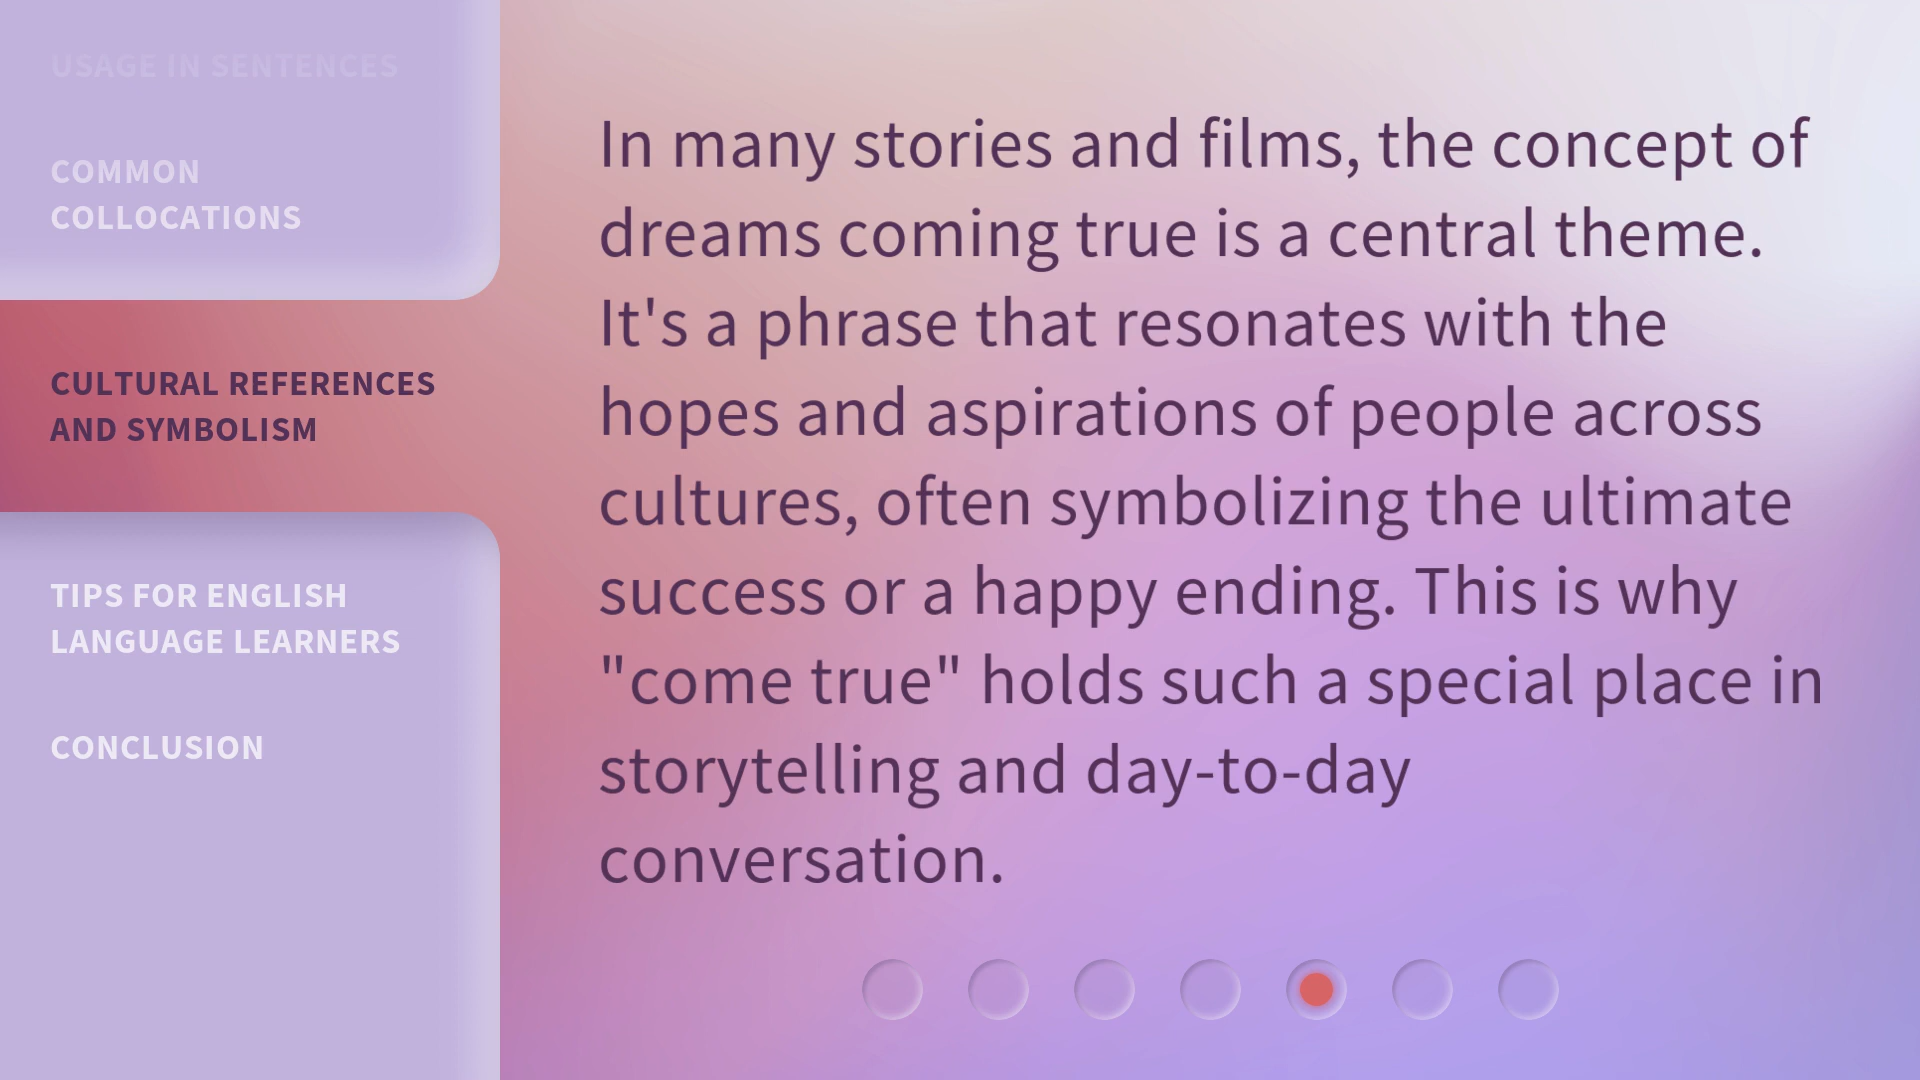 USAGE IN SENTENCES
COMMON
COLLOCATIONS
CULTURAL REFERENCES
AND SYMBOLISM
TIPS FOR ENGLISH
LANGUAGE LEARNERS
CONCLUSION
In many stories and films, the concept of
dreams coming true is a central theme.
It's a phrase that resonates with the
hopes and aspirations of people across
cultures, often symbolizing the ultimate
success or a happy ending. This is why
"come true" holds such a special place in
storytelling and day-to-day
conversation.